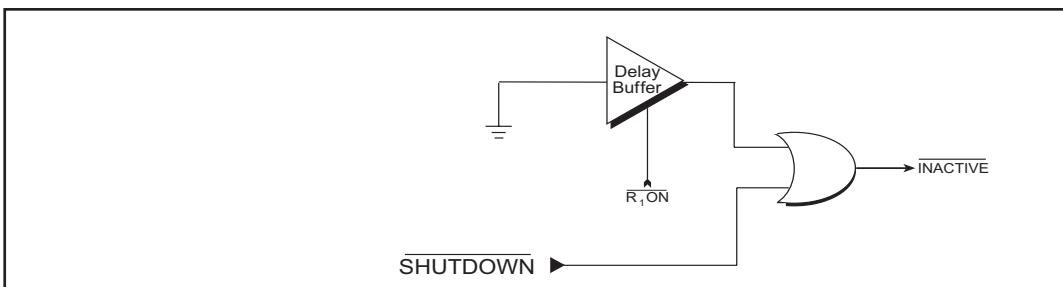 Delay
Buffer
INACTIVE
R₁ON
SHUTDOWN